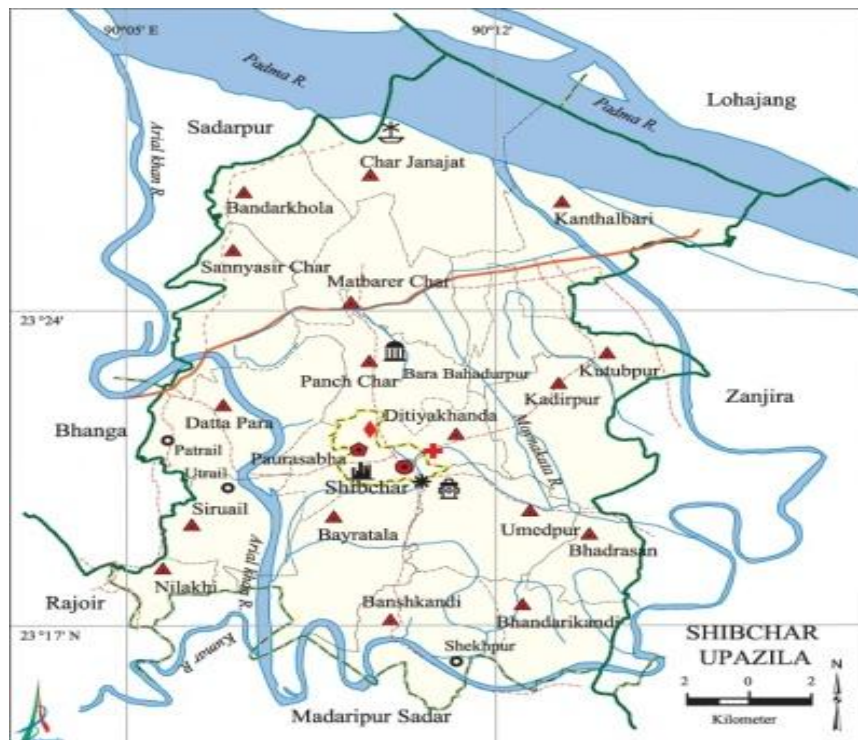 90°05' E
90°12'
Padma R.
Padma R.
Lohajang
Arial khan R.
Sadarpur
Char Janajat
Bandarkhola
Kanthalbari
Sannyasir Char
Matbarer Char
23°24'
Bara Bahadurpur
Kutubpur
Panch Char
Kadirpur
Zanjira
Datta Para
Ditiyakhanda
Bhanga
Patrail
Paurasabha
Utrail
Shibchar
Siruail
Umedpur
Bayratala
Bhadrasan
Nilakhi
Arial khan R.
Rajoir
Banshkandi
Bhandarikandi
23°17' N
Kumar R.
Shekhpur
SHIBCHAR
UPAZILA
N
2 0 2
Kilometer
Madaripur Sadar